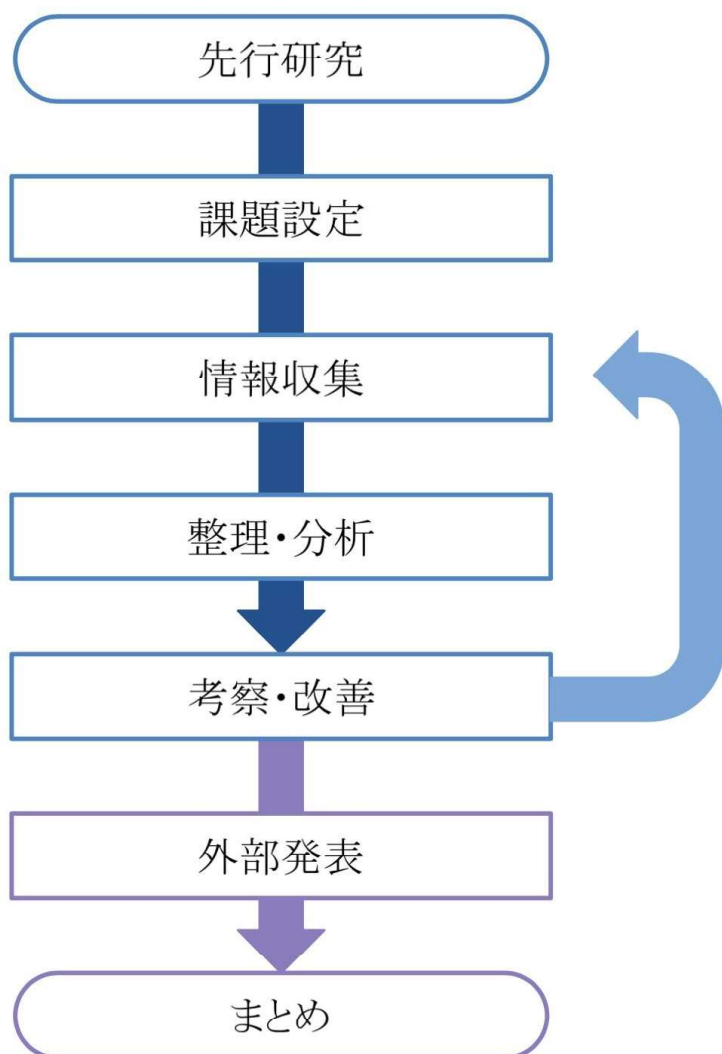 先行研究
課題設定
情報収集
整理・分析
考察・改善
外部発表
まとめ